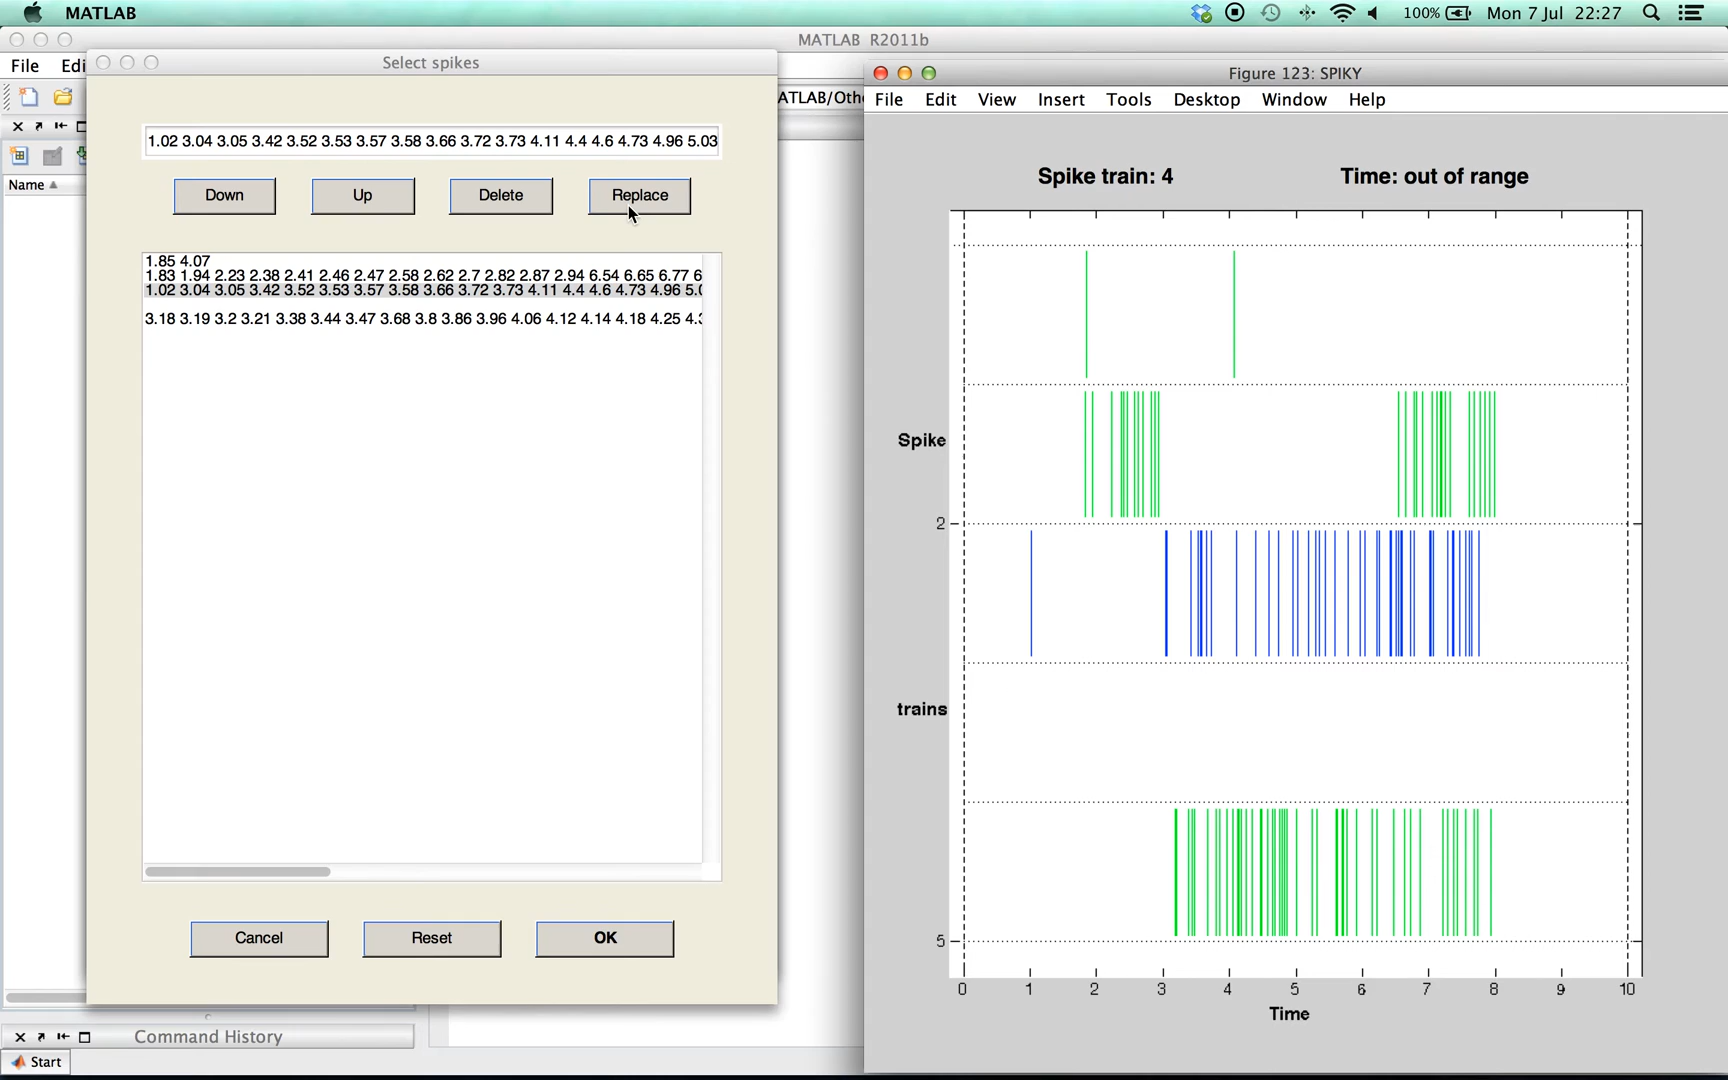 MATLAB
100%
Mon 7 Jul 22:27
MATLAB R2011b
File Edi
Select spikes
ATLAB/Othe
Name
1.02 3.04 3.05 3.42 3.52 3.53 3.57 3.58 3.66 3.72 3.73 4.11 4.4 4.6 4.73 4.96 5.03
Down Up Delete Replace
1.85 4.07
1.83 1.94 2.23 2.38 2.41 2.46 2.47 2.58 2.62 2.7 2.82 2.87 2.94 6.54 6.65 6.77 6
1.02 3.04 3.05 3.42 3.52 3.53 3.57 3.58 3.66 3.72 3.73 4.11 4.4 4.6 4.73 4.96 5.0
3.18 3.19 3.2 3.21 3.38 3.44 3.47 3.68 3.8 3.86 3.96 4.06 4.12 4.14 4.18 4.25 4.3
Cancel Reset OK
Command History
Start
Figure 123: SPIKY
File Edit View Insert Tools Desktop Window Help
Spike train: 4 Time: out of range
Spike
2
trains
5
0 1 2 3 4 5 6 7 8 9 10
Time